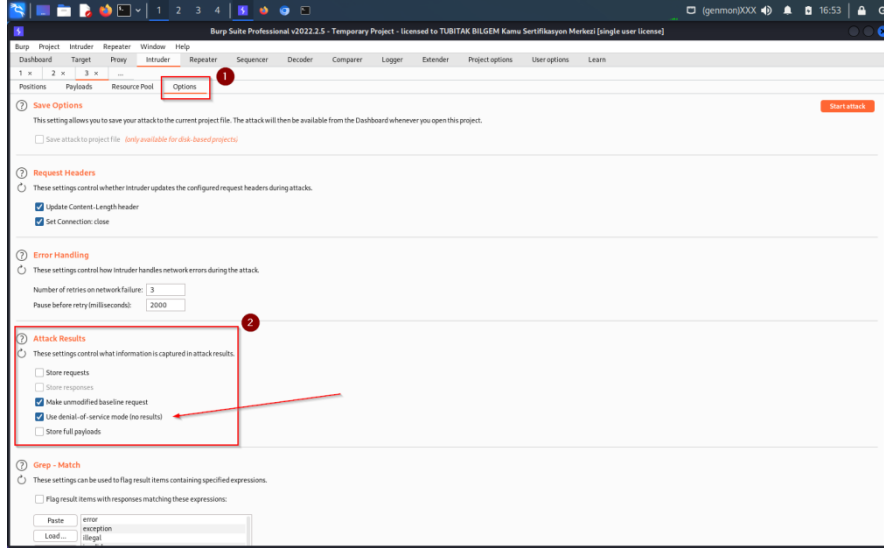 1 2 3 4 (genmon)XXX 16:53
Burp Suite Professional v2022.2.5 - Temporary Project - licensed to TUBITAK BILGEM Kamu Sertifikasyon Merkezi [single user license]
Burp Project Intruder Repeater Window Help
Dashboard Target Proxy Intruder Repeater Sequencer Decoder Comparer Logger Extender Project options User options Learn
1 × 2 × 3 × ...
1
Positions Payloads Resource Pool Options
Save Options
Start attack
This setting allows you to save your attack to the current project file. The attack will then be available from the Dashboard whenever you open this project.
Save attack to project file (only available for disk-based projects)
Request Headers
These settings control whether Intruder updates the configured request headers during attacks.
Update Content-Length header
Set Connection: close
Error Handling
These settings control how Intruder handles network errors during the attack.
Number of retries on network failure: 3
Pause before retry (milliseconds): 2000
2
Attack Results
These settings control what information is captured in attack results.
Store requests
Store responses
Make unmodified baseline request
Use denial-of-service mode (no results)
Store full payloads
Grep - Match
These settings can be used to flag result items containing specified expressions.
Flag result items with responses matching these expressions:
Paste error
exception
Load... illegal